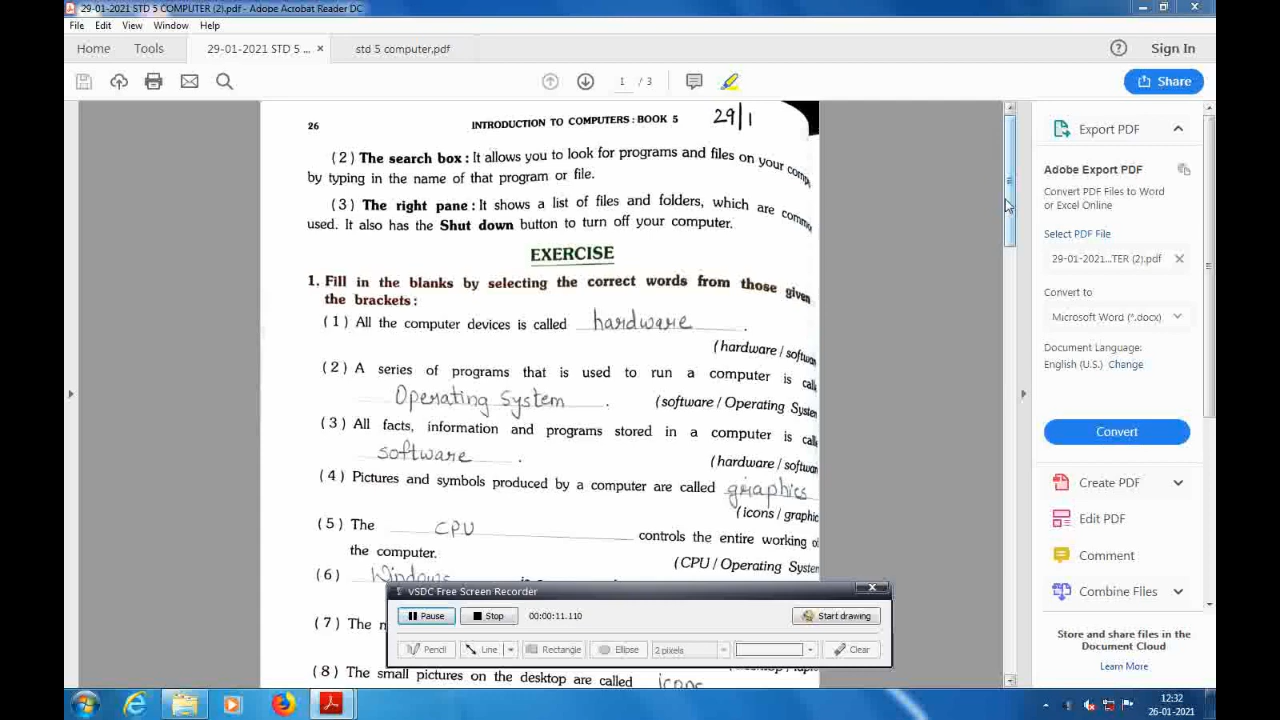 29-01-2021 STD 5 COMPUTER (2).pdf - Adobe Acrobat Reader DC
File Edit View Window Help
Home Tools 29-01-2021 STD 5 ... × std 5 computer.pdf Sign In
1 / 3 Share
26 INTRODUCTION TO COMPUTERS : BOOK 5 29/1
(2) The search box : It allows you to look for programs and files on your comp
by typing in the name of that program or file.
(3) The right pane : It shows a list of files and folders, which are commo
used. It also has the Shut down button to turn off your computer.
EXERCISE
1. Fill in the blanks by selecting the correct words from those given
the brackets :
(1) All the computer devices is called hardware .
(hardware / softwa
(2) A series of programs that is used to run a computer is call
Operating System . (software / Operating System
(3) All facts, information and programs stored in a computer is call
software . (hardware / softwar
(4) Pictures and symbols produced by a computer are called graphics
(icons / graphic
(5) The CPU controls the entire working o
the computer. (CPU / Operating System
(6) Windows
(7) The
(8) The small pictures on the desktop are called icons
VSDC Free Screen Recorder
Pause Stop 00:00:11.110 Start drawing
Pencil Line Rectangle Ellipse 2 pixels Clear
Export PDF
Adobe Export PDF
Convert PDF Files to Word
or Excel Online
Select PDF File
29-01-2021...TER (2).pdf
Convert to
Microsoft Word (*.docx)
Document Language:
English (U.S.) Change
Convert
Create PDF
Edit PDF
Comment
Combine Files
Store and share files in the
Document Cloud
Learn More
12:32
26-01-2021